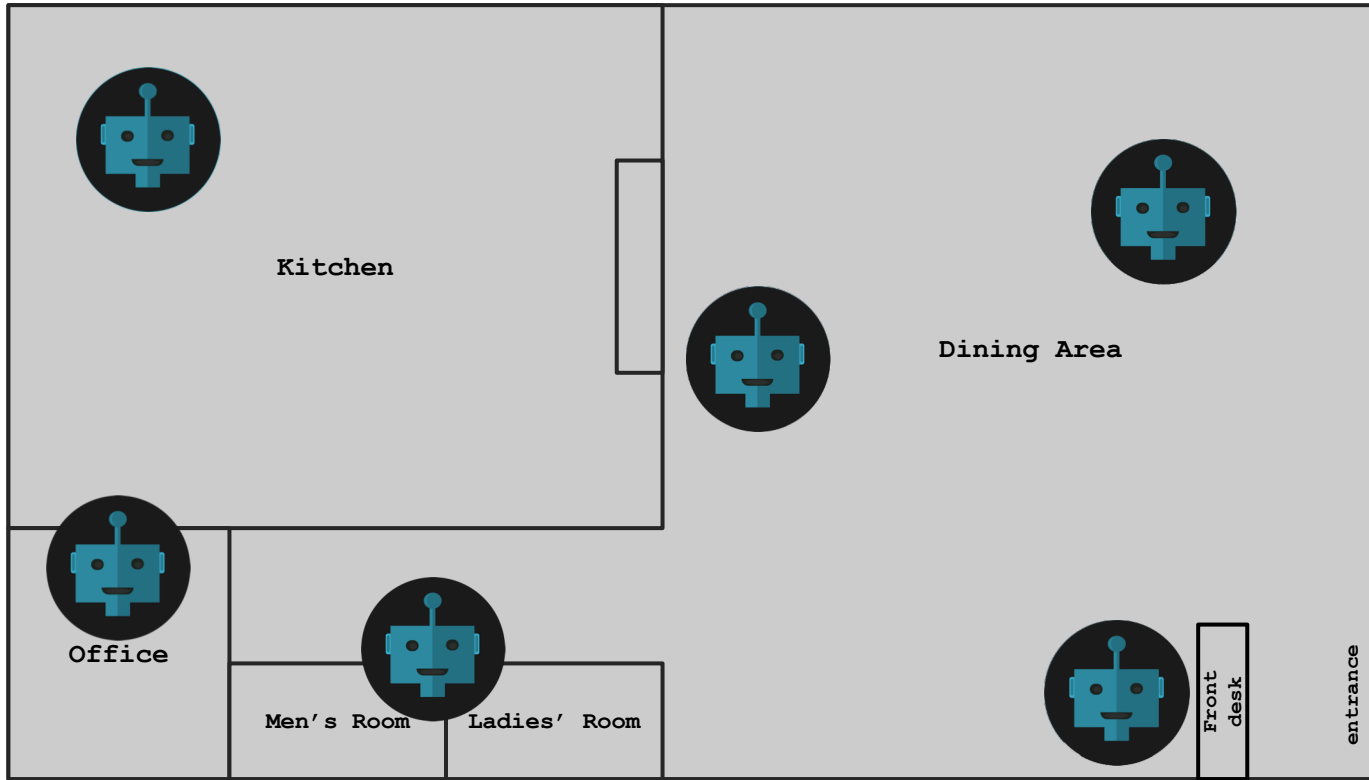 Kitchen
Dining Area
Office
Men’s Room
Ladies’ Room
Front
desk
entrance